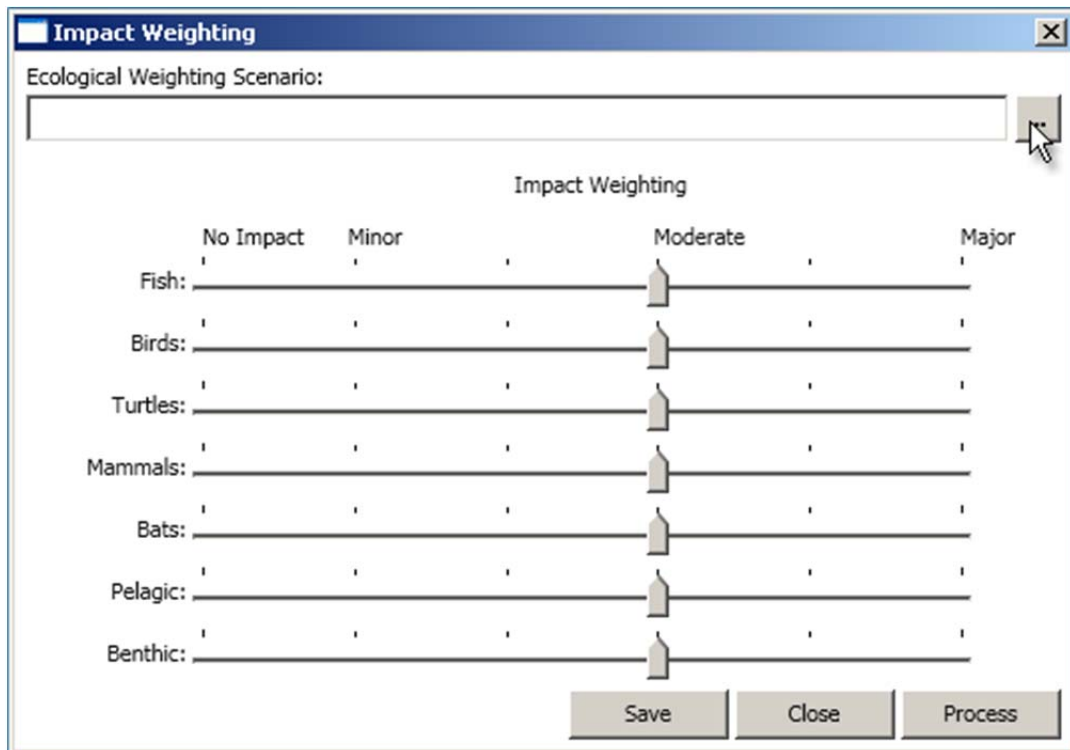 Impact Weighting
Ecological Weighting Scenario:
...
Impact Weighting
No Impact Minor Moderate Major
Fish:
Birds:
Turtles:
Mammals:
Bats:
Pelagic:
Benthic:
Save Close Process